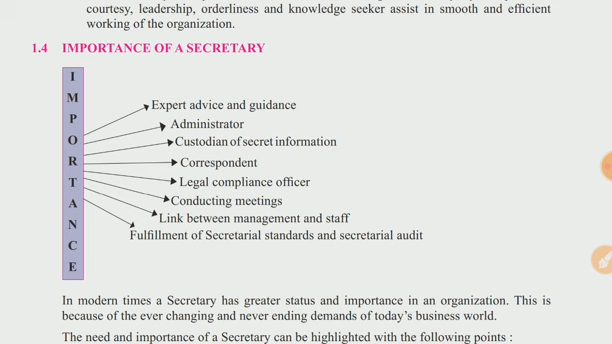 courtesy, leadership, orderliness and knowledge seeker assist in smooth and efficient
working of the organization.
1.4 IMPORTANCE OF A SECRETARY
I
M
P
O
R
T
A
N
C
E
Expert advice and guidance
Administrator
Custodian of secret information
Correspondent
Legal compliance officer
Conducting meetings
Link between management and staff
Fulfillment of Secretarial standards and secretarial audit
In modern times a Secretary has greater status and importance in an organization. This is
because of the ever changing and never ending demands of today's business world.
The need and importance of a Secretary can be highlighted with the following points :